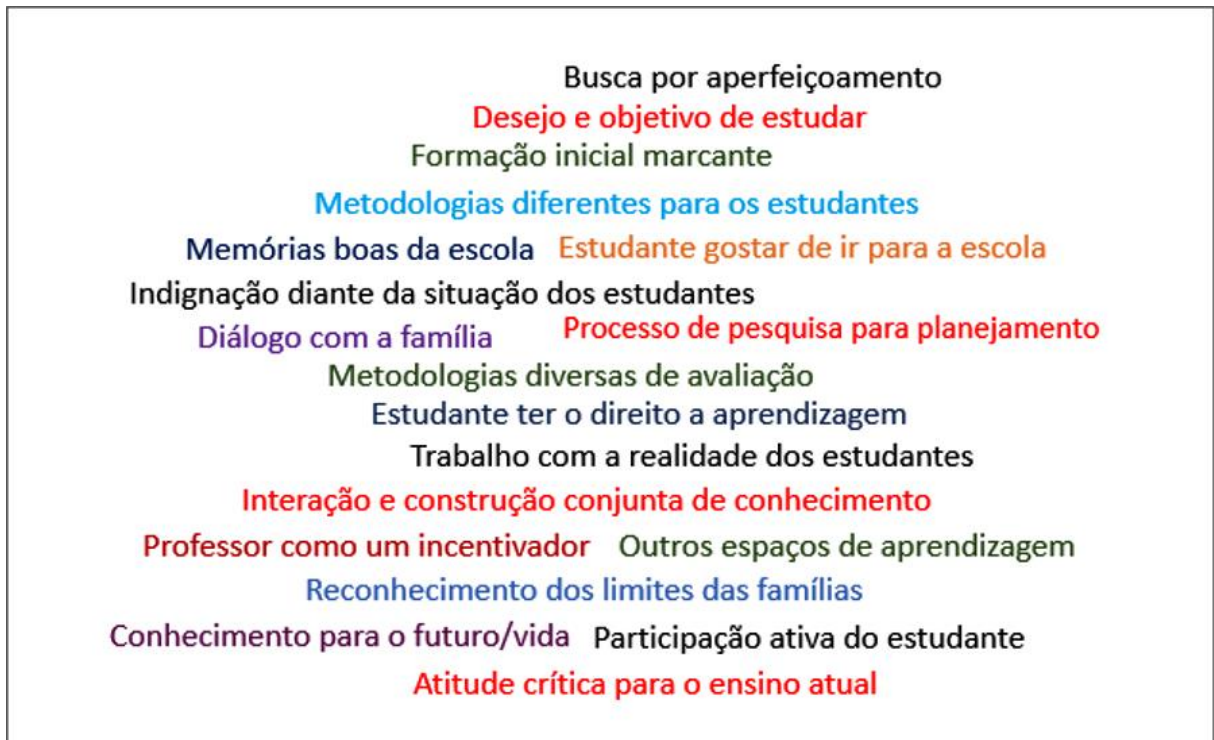 Busca por aperfeiçoamento
Desejo e objetivo de estudar
Formação inicial marcante
Metodologias diferentes para os estudantes
Memórias boas da escola Estudante gostar de ir para a escola
Indignação diante da situação dos estudantes
Diálogo com a família Processo de pesquisa para planejamento
Metodologias diversas de avaliação
Estudante ter o direito a aprendizagem
Trabalho com a realidade dos estudantes
Interação e construção conjunta de conhecimento
Professor como um incentivador Outros espaços de aprendizagem
Reconhecimento dos limites das famílias
Conhecimento para o futuro/vida Participação ativa do estudante
Atitude crítica para o ensino atual